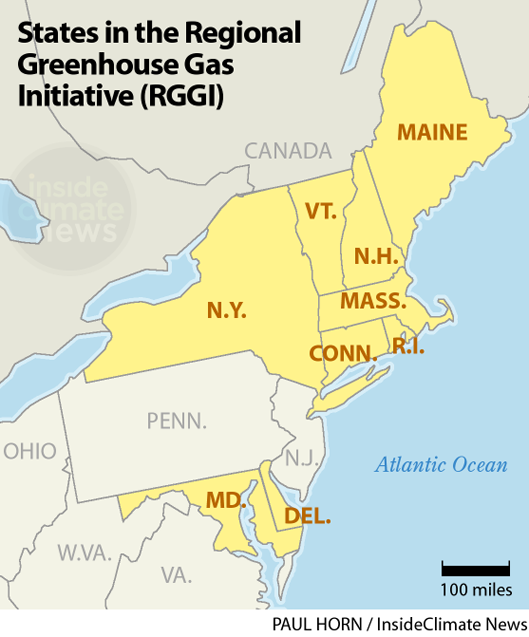 States in the Regional
Greenhouse Gas
Initiative (RGGI)
MAINE
CANADA
inside
climate
news
VT.
N.H.
N.Y.
MASS.
CONN.
R.I.
PENN.
OHIO
N.J.
Atlantic Ocean
MD.
DEL.
W.VA.
VA.
100 miles
PAUL HORN / InsideClimate News